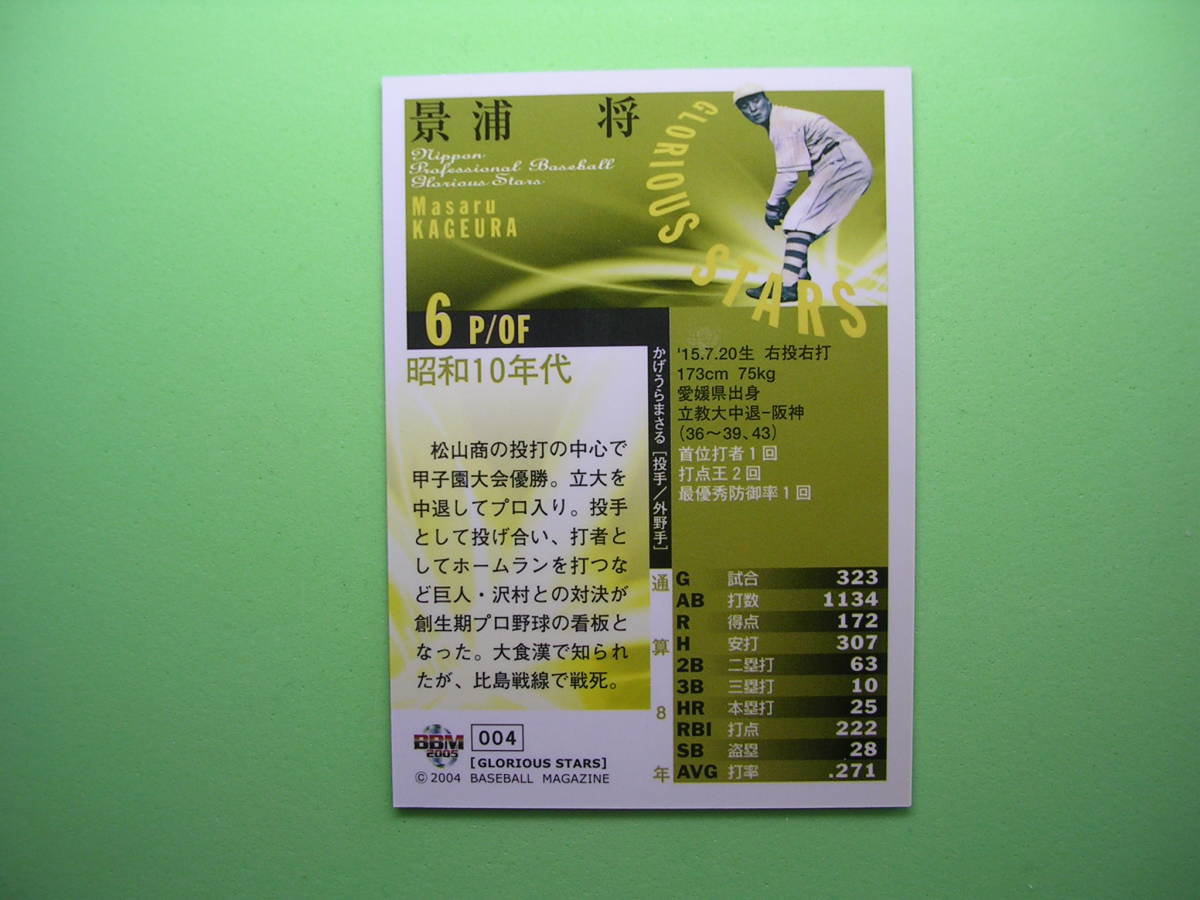 景浦 将
Nippon
Professional Baseball
Glorious Stars
Masaru
KAGEURA
GLORIOUS STARS
6 P/OF
昭和10年代
松山商の投打の中心で
甲子園大会優勝。立大を
中退してプロ入り。投手
として投げ合い、打者と
してホームランを打つな
ど巨人・沢村との対決が
創生期プロ野球の看板と
なった。大食漢で知られ
たが、比島戦線で戦死。
かげうらまさる[投手/外野手]
'15.7.20生 右投右打
173cm 75kg
愛媛県出身
立教大中退-阪神
(36~39、43)
首位打者1回
打点王2回
最優秀防御率1回
通算8年
G 試合 323
AB 打数 1134
R 得点 172
H 安打 307
2B 二塁打 63
3B 三塁打 10
HR 本塁打 25
RBI 打点 222
SB 盗塁 28
AVG 打率 .271
BBM
2005
004
[GLORIOUS STARS]
© 2004 BASEBALL MAGAZINE